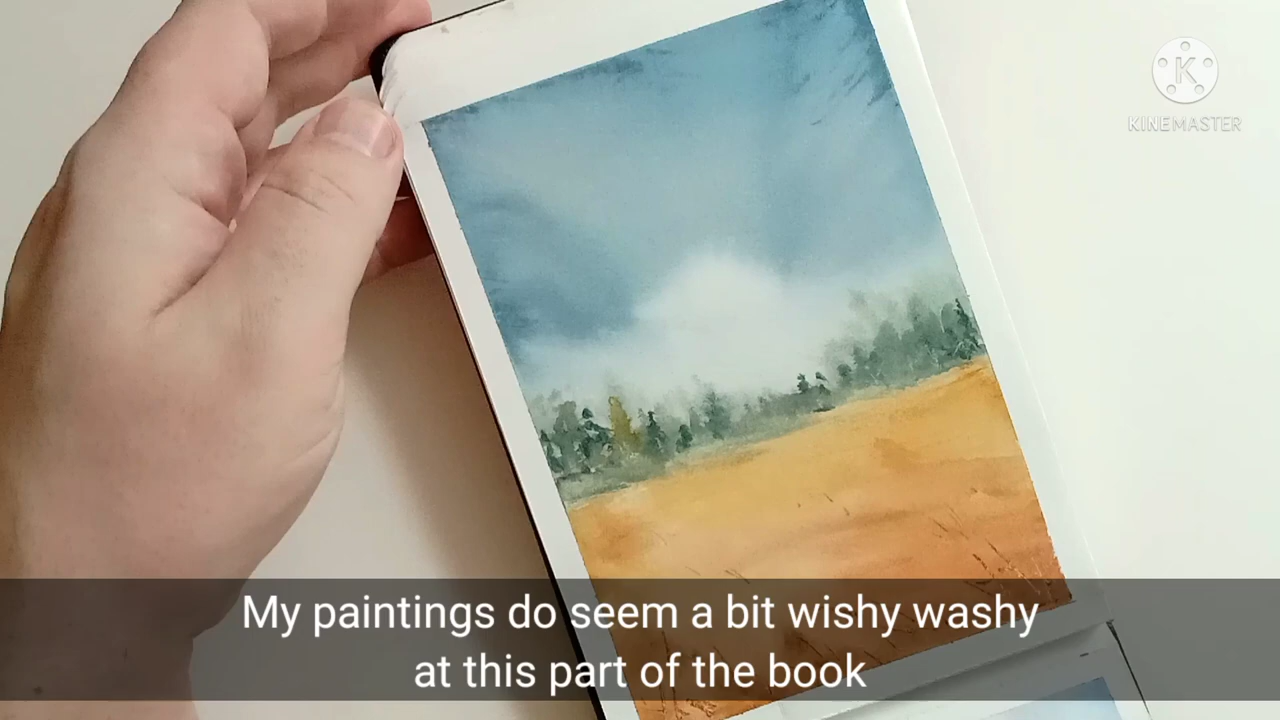 K
KINEMASTER
My paintings do seem a bit wishy washy
at this part of the book